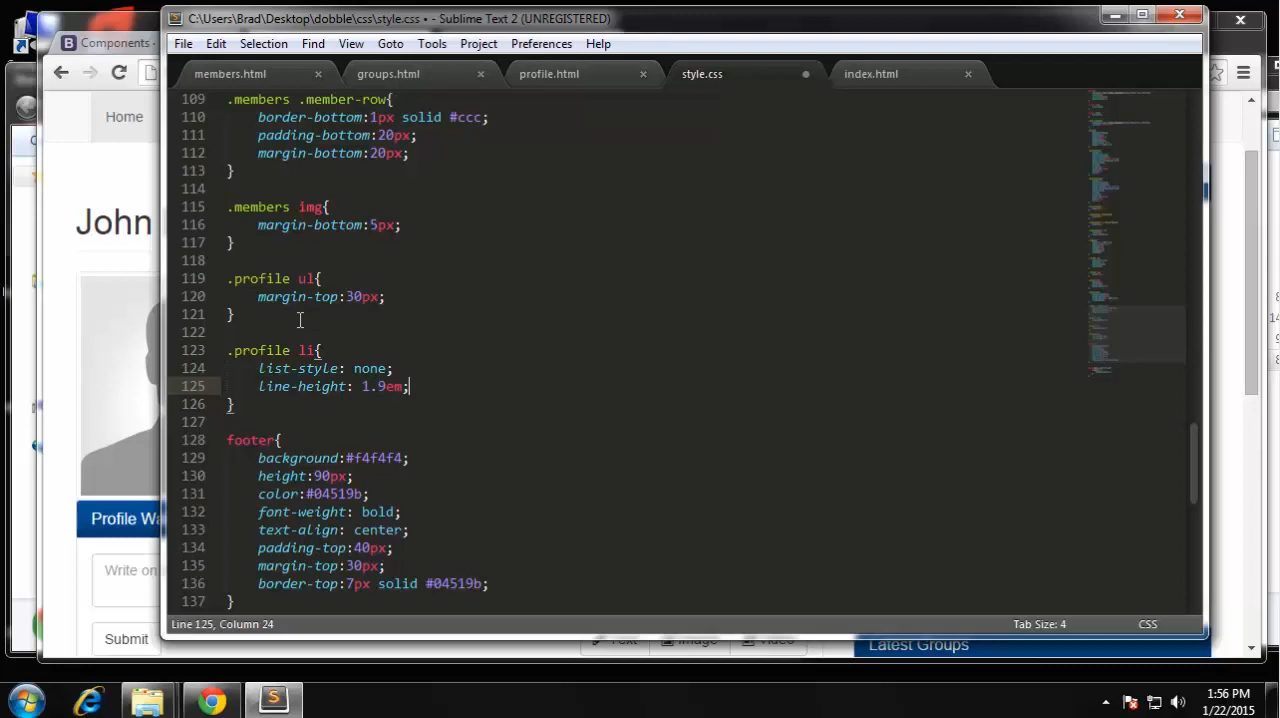 C:\Users\Brad\Desktop\dobble\css\style.css • - Sublime Text 2 (UNREGISTERED)
Components -
File Edit Selection Find View Goto Tools Project Preferences Help
members.html × groups.html × profile.html × style.css index.html ×
109 .members .member-row{
110 border-bottom:1px solid #ccc;
111 padding-bottom:20px;
112 margin-bottom:20px;
113 }
114
115 .members img{
116 margin-bottom:5px;
117 }
118
119 .profile ul{
120 margin-top:30px;
121 }
122
123 .profile li{
124 list-style: none;
125 line-height: 1.9em;
126 }
127
128 footer{
129 background:#f4f4f4;
130 height:90px;
131 color:#04519b;
132 font-weight: bold;
133 text-align: center;
134 padding-top:40px;
135 margin-top:30px;
136 border-top:7px solid #04519b;
137 }
Home
John
Profile Wa
Write on
Submit
Line 125, Column 24 Tab Size: 4 CSS
Text Image Video
Latest Groups
1:56 PM
1/22/2015